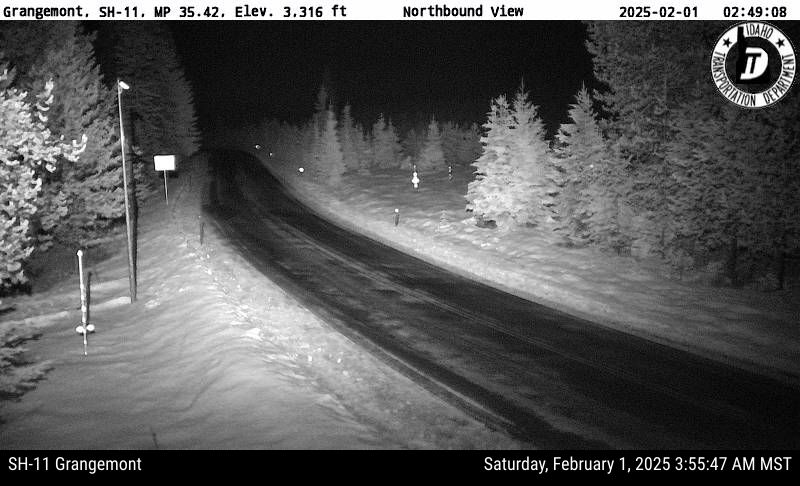 Grangemont, SH-11, MP 35.42, Elev. 3,316 ft Northbound View 2025-02-01 02:49:08
IDAHO
TRANSPORTATION DEPARTMENT
SH-11 Grangemont Saturday, February 1, 2025 3:55:47 AM MST